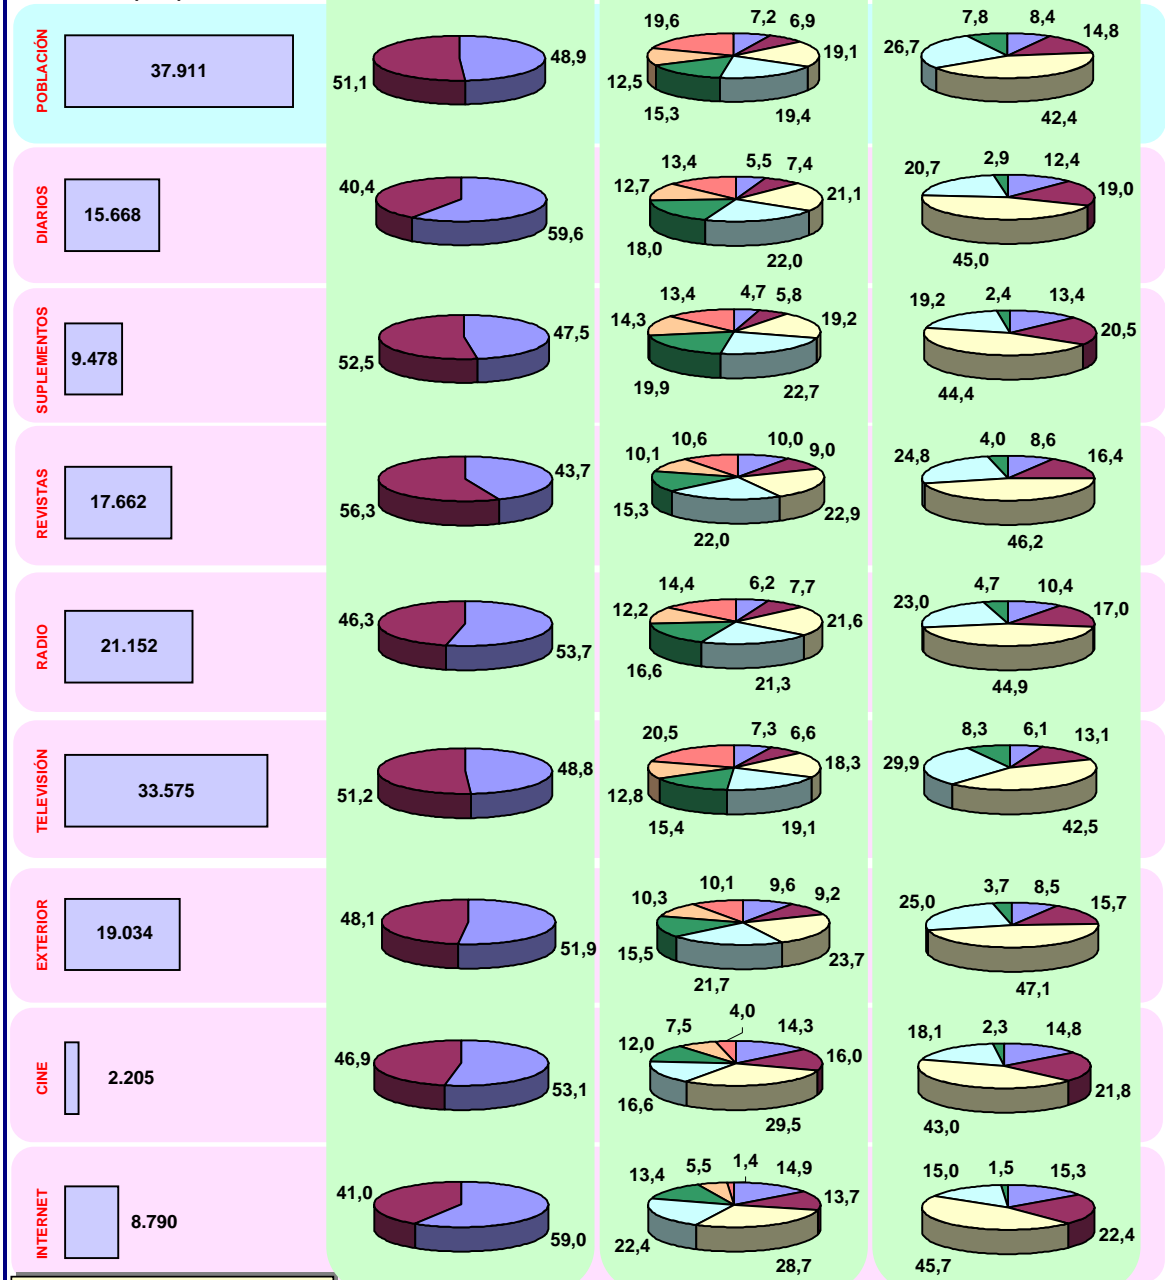 POBLACIÓN
37.911
48,9
51,1
19,6 7,2 6,9
19,1
12,5
15,3 19,4
7,8 8,4 14,8
26,7
42,4
DIARIOS
15.668
40,4
59,6
13,4 5,5 7,4
12,7 21,1
18,0 22,0
20,7 2,9 12,4
19,0
45,0
SUPLEMENTOS
9.478
47,5
52,5
13,4 4,7 5,8
14,3 19,2
19,9 22,7
19,2 2,4 13,4
20,5
44,4
REVISTAS
17.662
43,7
56,3
10,1 10,6 10,0 9,0
15,3 22,9
22,0
24,8 4,0 8,6 16,4
46,2
RADIO
21.152
46,3
53,7
14,4 6,2 7,7
12,2 21,6
16,6 21,3
23,0 4,7 10,4 17,0
44,9
TELEVISIÓN
33.575
48,8
51,2
20,5 7,3 6,6
18,3
12,8
15,4 19,1
8,3 6,1 13,1
29,9
42,5
EXTERIOR
19.034
48,1
51,9
10,3 10,1 9,6 9,2
15,5 23,7
21,7
25,0 3,7 8,5 15,7
47,1
CINE
2.205
46,9
53,1
7,5 4,0 14,3
12,0 16,0
16,6 29,5
18,1 2,3 14,8
21,8
43,0
INTERNET
8.790
41,0
59,0
13,4 5,5 1,4 14,9
13,7
22,4 28,7
15,0 1,5 15,3
22,4
45,7